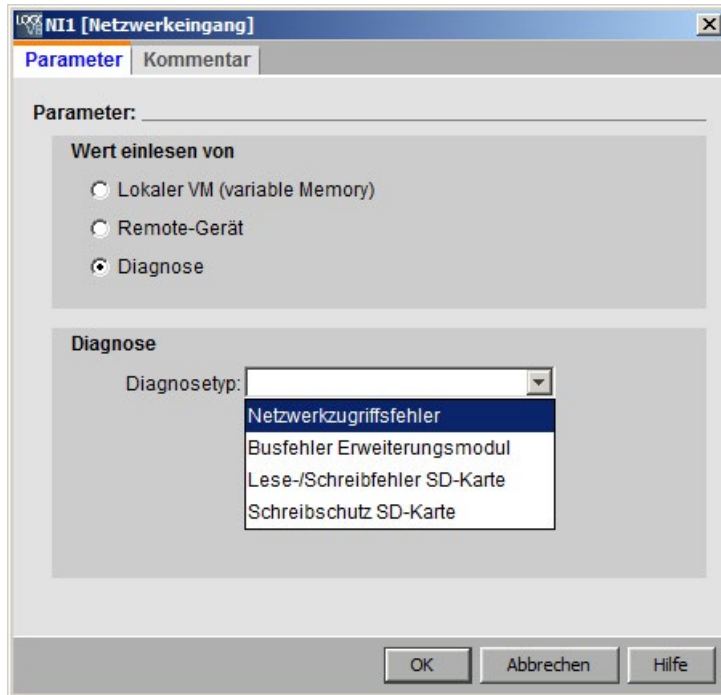 NI1 [Netzwerkeingang]
Parameter Kommentar
Parameter:
Wert einlesen von
Lokaler VM (variable Memory)
Remote-Gerät
Diagnose
Diagnose
Diagnosetyp:
Netzwerkzugriffsfehler
Busfehler Erweiterungsmodul
Lese-/Schreibfehler SD-Karte
Schreibschutz SD-Karte
OK Abbrechen Hilfe